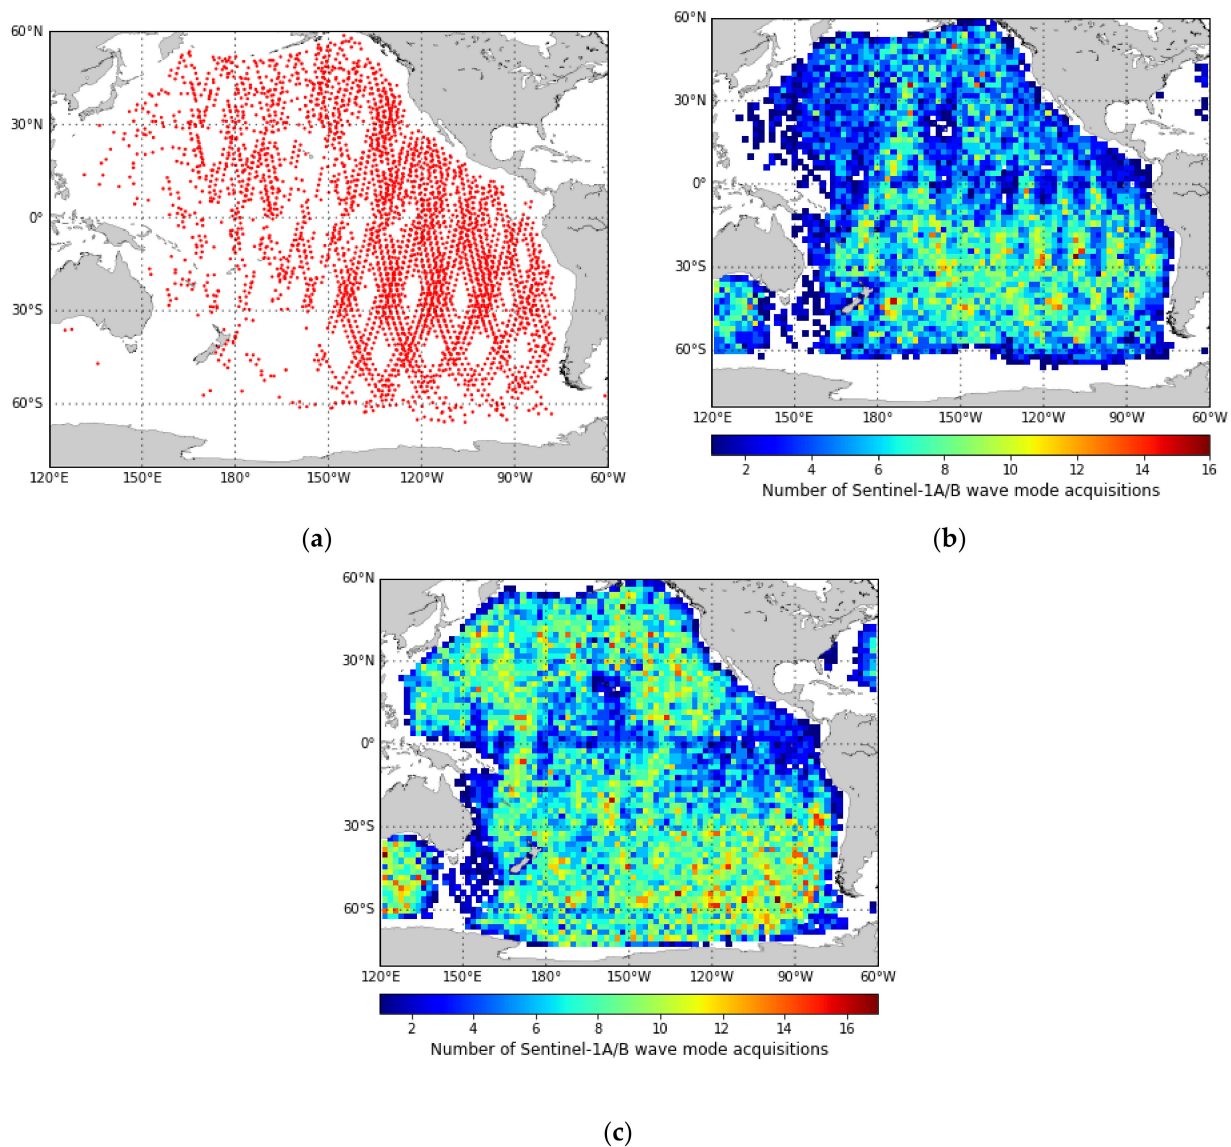 60°N
30°N
0°
30°S
60°S
120°E 150°E 180° 150°W 120°W 90°W 60°W
(a)
60°N
30°N
0°
30°S
60°S
120°E 150°E 180° 150°W 120°W 90°W 60°W
2 4 6 8 10 12 14 16
Number of Sentinel-1A/B wave mode acquisitions
(b)
60°N
30°N
0°
30°S
60°S
120°E 150°E 180° 150°W 120°W 90°W 60°W
2 4 6 8 10 12 14 16
Number of Sentinel-1A/B wave mode acquisitions
(c)